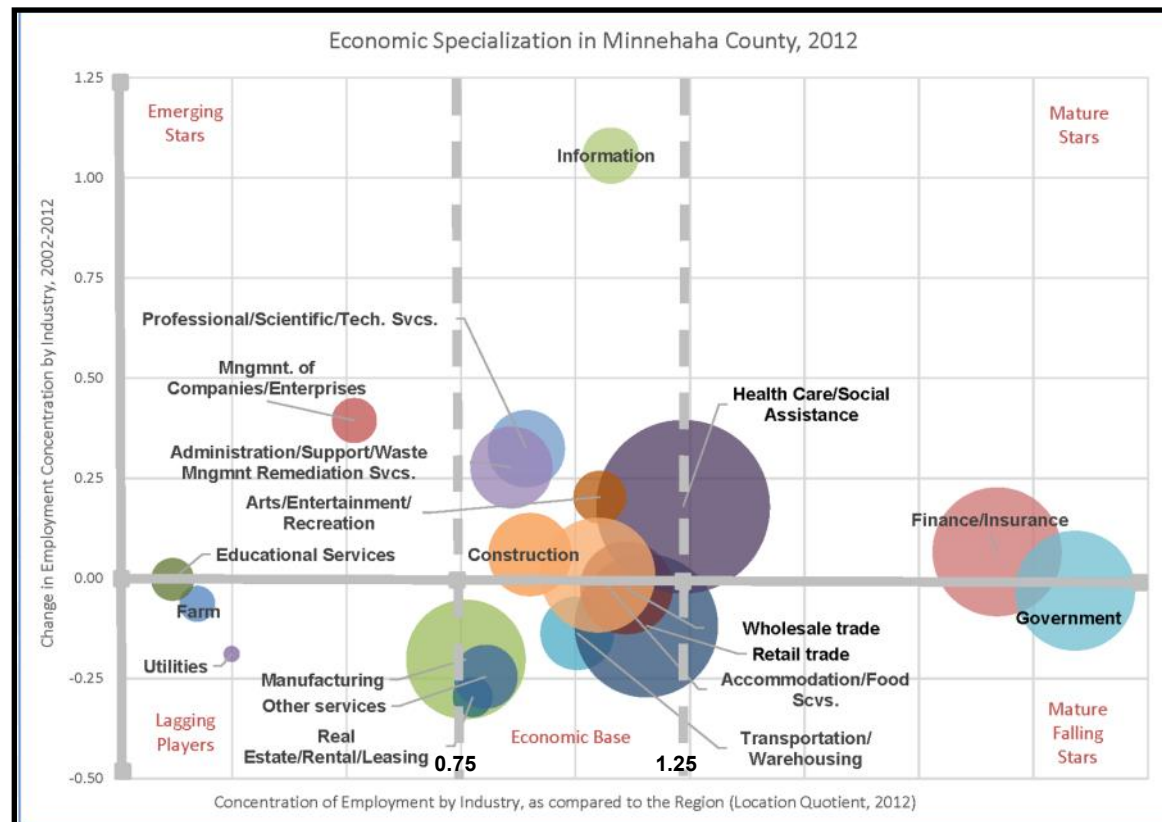 Economic Specialization in Minnehaha County, 2012
1.25
Emerging
Stars
Mature
Stars
Information
1.00
0.75
Professional/Scientific/Tech. Svcs.
Mngmnt. of
Companies/Enterprises
0.50
Health Care/Social
Assistance
Administration/Support/Waste
Mngmnt Remediation Svcs.
0.25
Arts/Entertainment/
Recreation
Finance/Insurance
Educational Services
Construction
0.00
Farm
Government
Wholesale trade
Utilities
Retail trade
Manufacturing
Accommodation/Food
Scvs.
-0.25
Other services
Lagging
Players
Real
Estate/Rental/Leasing
Economic Base
Transportation/
Warehousing
Mature
Falling
Stars
0.75
1.25
-0.50
Change in Employment Concentration by Industry, 2002-2012
Concentration of Employment by Industry, as compared to the Region (Location Quotient, 2012)